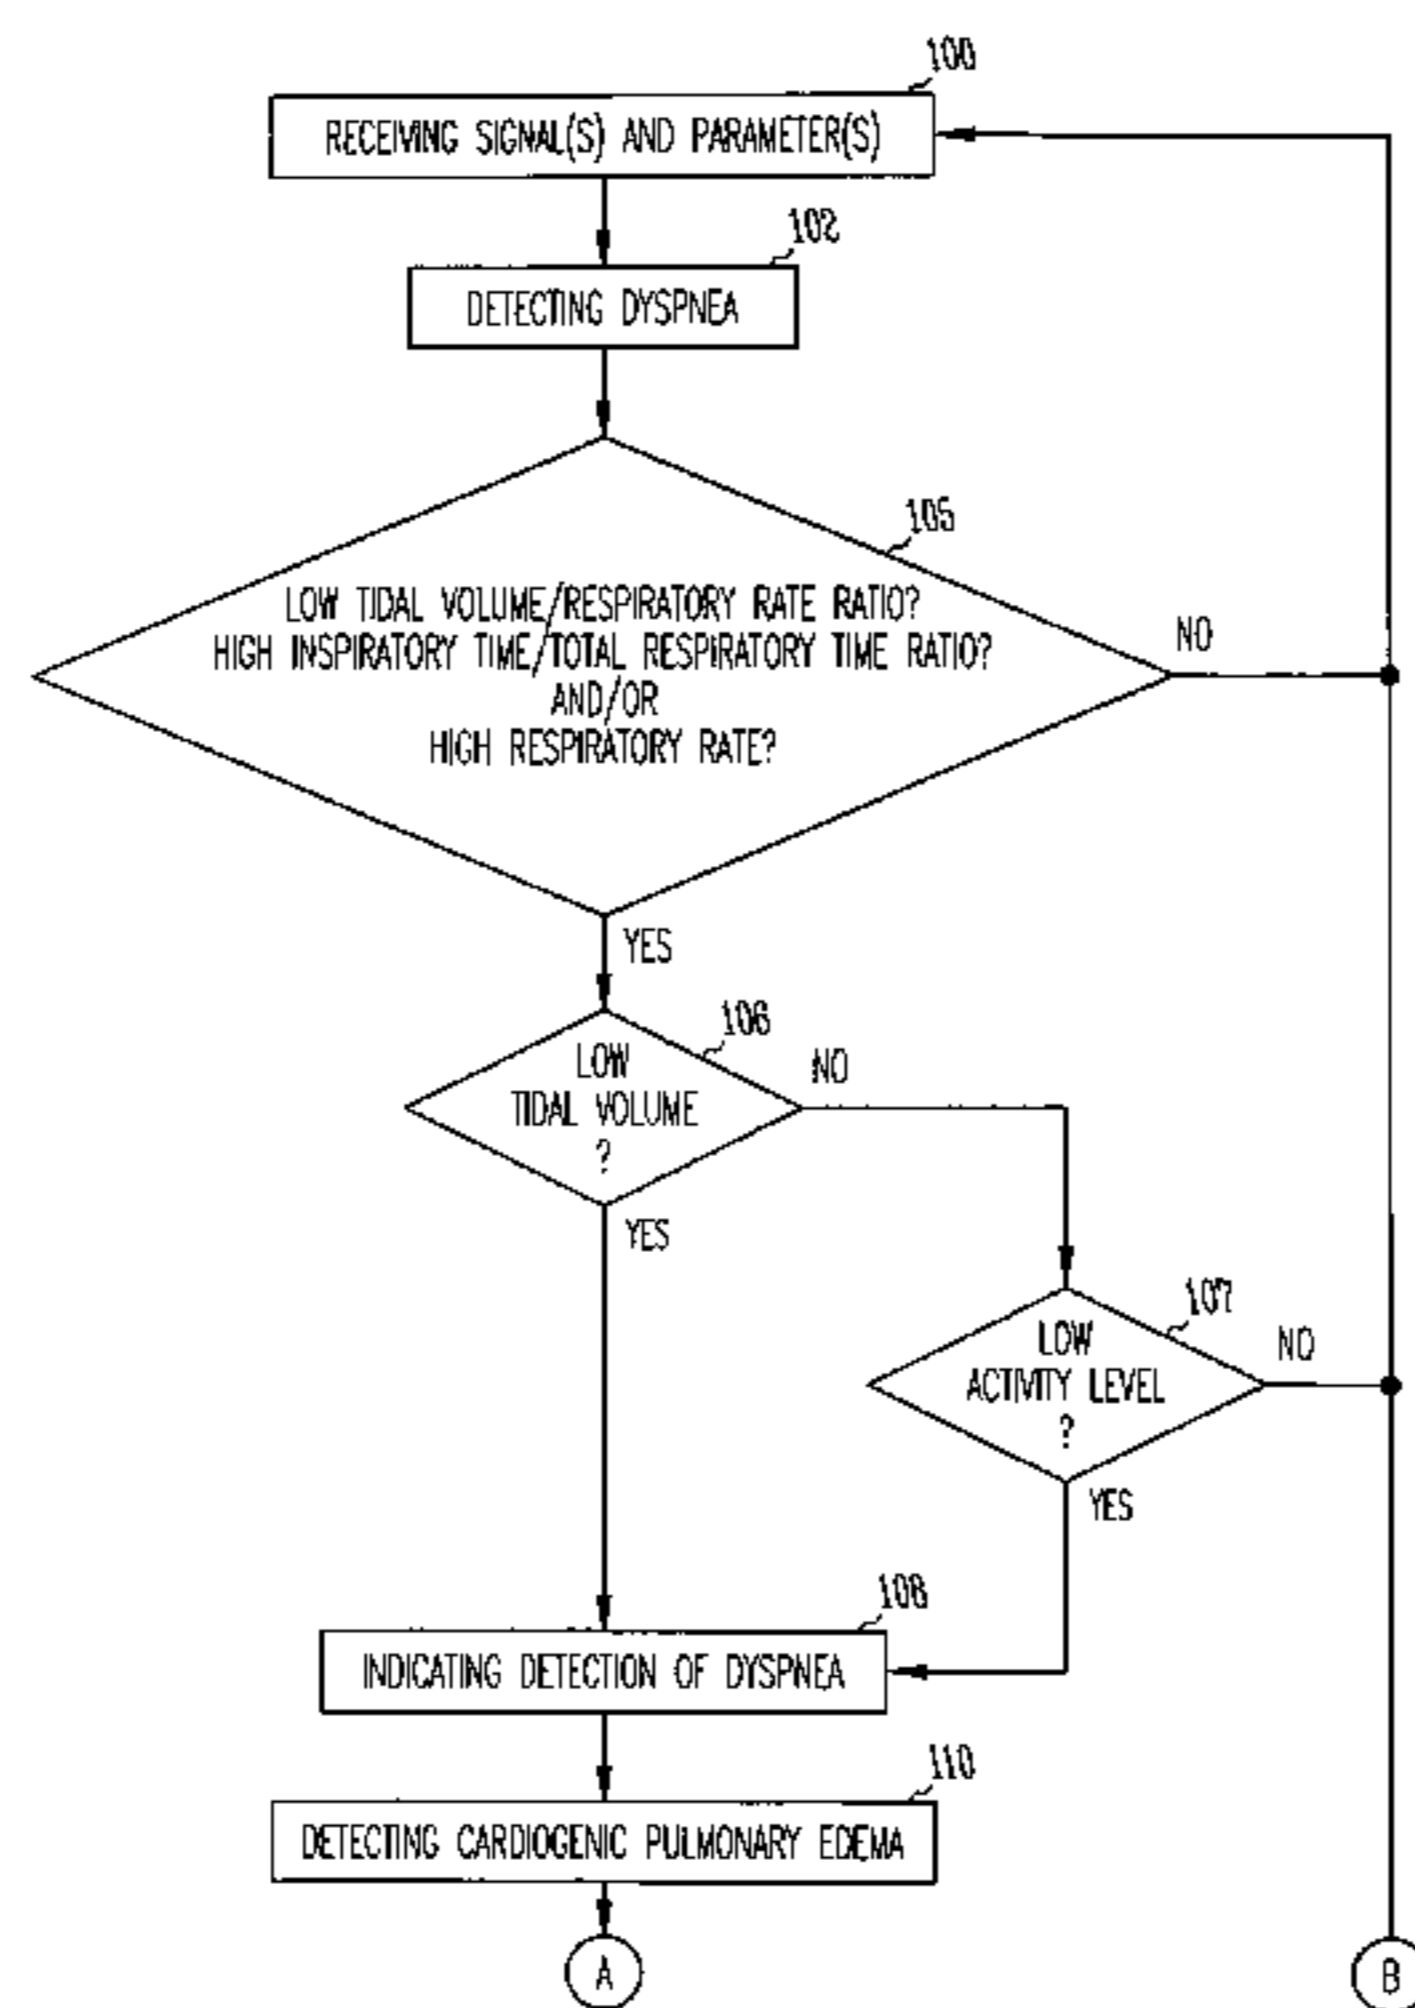 100
RECEIVING SIGNAL(S) AND PARAMETER(S)
102
DETECTING DYSPNEA
105
LOW TIDAL VOLUME/RESPIRATORY RATE RATIO?
HIGH INSPIRATORY TIME/TOTAL RESPIRATORY TIME RATIO?
AND/OR
HIGH RESPIRATORY RATE?
NO
YES
106
LOW
TIDAL VOLUME
?
NO
YES
107
LOW
ACTIVITY LEVEL
?
NO
YES
108
INDICATING DETECTION OF DYSPNEA
110
DETECTING CARDIOGENIC PULMONARY EDEMA
A
B